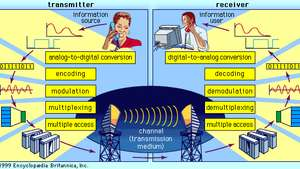 transmitter
receiver
information
source
information
user
analog-to-digital conversion
digital-to-analog conversion
encoding
decoding
modulation
demodulation
multiplexing
demultiplexing
multiple access
multiple access
channel
(transmission
medium)
1999 Encyclopædia Britannica, Inc.